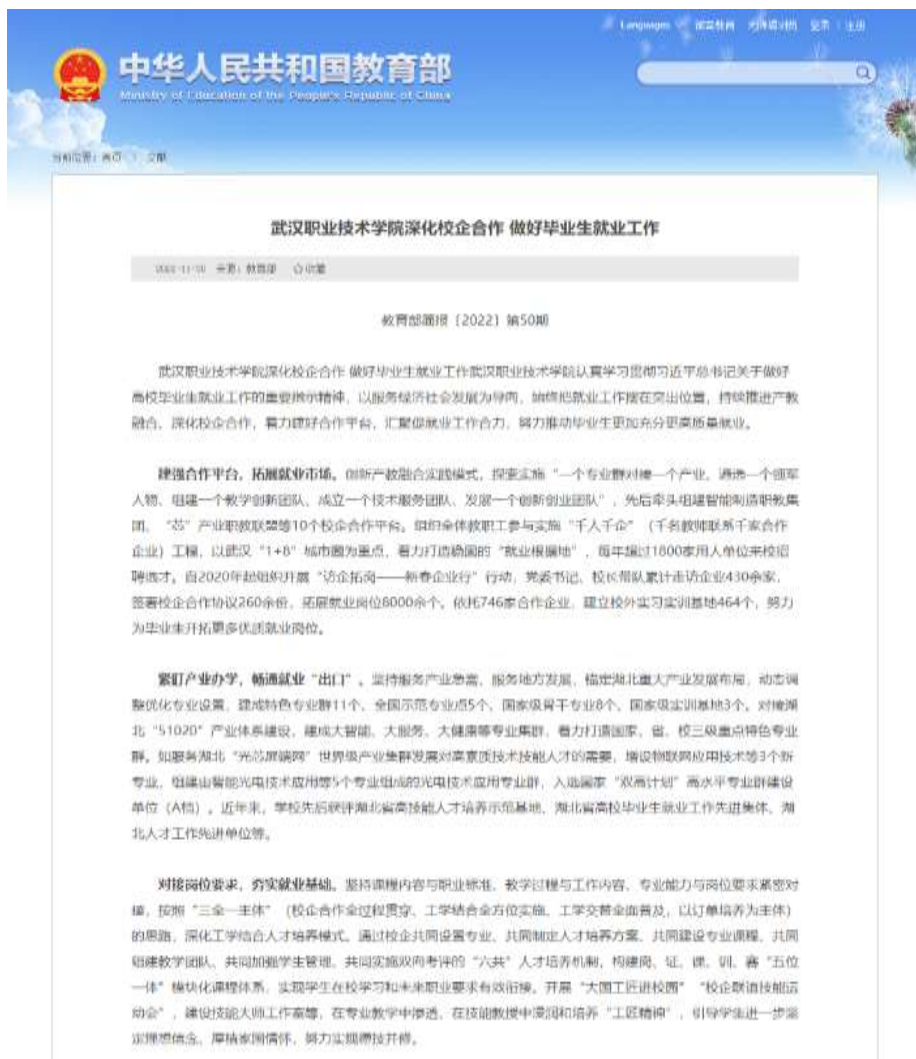 Languages
登录 | 注册
中华人民共和国教育部
Ministry of Education of the People's Republic of China
当前位置：首页 文献
武汉职业技术学院深化校企合作 做好毕业生就业工作
来源：教育部 收藏
教育部简报〔2022〕第50期
武汉职业技术学院深化校企合作 做好毕业生就业工作武汉职业技术学院认真学习贯彻习近平总书记关于做好
高校毕业生就业工作的重要指示精神，以服务经济社会发展为导向，始终把就业工作摆在突出位置，持续推进产教
融合、深化校企合作，着力建好合作平台，汇聚促就业工作合力，努力推动毕业生更加充分更高质量就业。
建强合作平台，拓展就业市场。创新产教融合实践模式，探索实施“一个专业群对接一个产业、遴选一个领军
人物、组建一个教学创新团队、成立一个技术服务团队、发展一个创新创业团队”，先后牵头组建智能制造职教集
团、“芯”产业职教联盟等10个校企合作平台。组织全体教职工参与实施“千人千企”（千名教师联系千家合作
企业）工程，以武汉“1+8”城市圈为重点，着力打造稳固的“就业根据地”，每年超过1800家用人单位来校招
聘选才。自2020年起组织开展“访企拓岗——新春企业行”行动，党委书记、校长带队累计走访企业430余家，
签署校企合作协议260余份，拓展就业岗位8000余个。依托746家合作企业，建立校外实习实训基地464个，努力
为毕业生开拓更多优质就业岗位。
紧盯产业办学，畅通就业“出口”。坚持服务产业急需、服务地方发展，锚定湖北重大产业发展布局，动态调
整优化专业设置，建成特色专业群11个、全国示范专业点5个、国家级骨干专业8个、国家级实训基地3个。对接湖
北“51020”产业体系建设，建成大智能、大服务、大健康等专业集群，着力打造国家、省、校三级重点特色专业
群。如服务湖北“光芯屏端网”世界级产业集群发展对高素质技术技能人才的需要，增设物联网应用技术等3个新
专业，组建由智能光电技术应用等5个专业组成的光电技术应用专业群，入选国家“双高计划”高水平专业群建设
单位（A档）。近年来，学校先后获评湖北省高技能人才培养示范基地、湖北省高校毕业生就业工作先进集体、湖
北人才工作先进单位等。
对接岗位要求，夯实就业基础。坚持课程内容与职业标准、教学过程与工作内容、专业能力与岗位要求紧密对
接，按照“三全一主体”（校企合作全过程贯穿、工学结合全方位实施、工学交替全面普及，以订单培养为主体）
的思路，深化工学结合人才培养模式。通过校企共同设置专业、共同制定人才培养方案、共同建设专业课程、共同
组建教学团队、共同加强学生管理、共同实施双向考评的“六共”人才培养机制，构建岗、证、课、训、赛“五位
一体”模块化课程体系，实现学生在校学习和未来职业要求有效衔接。开展“大国工匠进校园”“校企联谊技能运
动会”，建设技能大师工作室等，在专业教学中渗透、在技能教授中浸润和培养“工匠精神”，引导学生进一步坚
定理想信念、厚植家国情怀，努力实现德技并修。